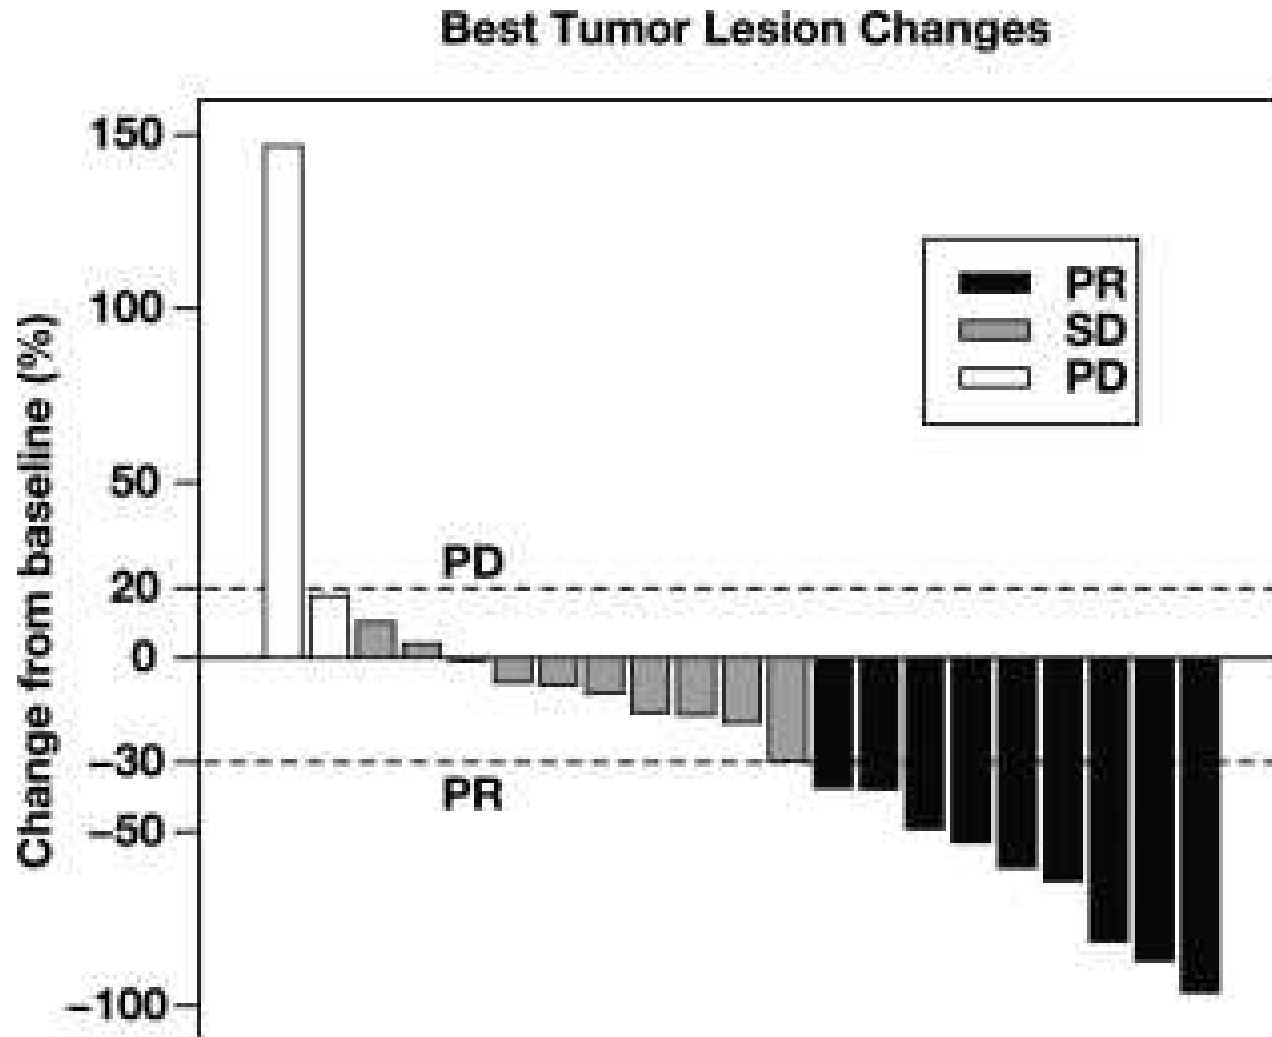 Best Tumor Lesion Changes
Change from baseline (%)
150
100
50
20
0
−30
−50
−100
PR
SD
PD
PD
PR